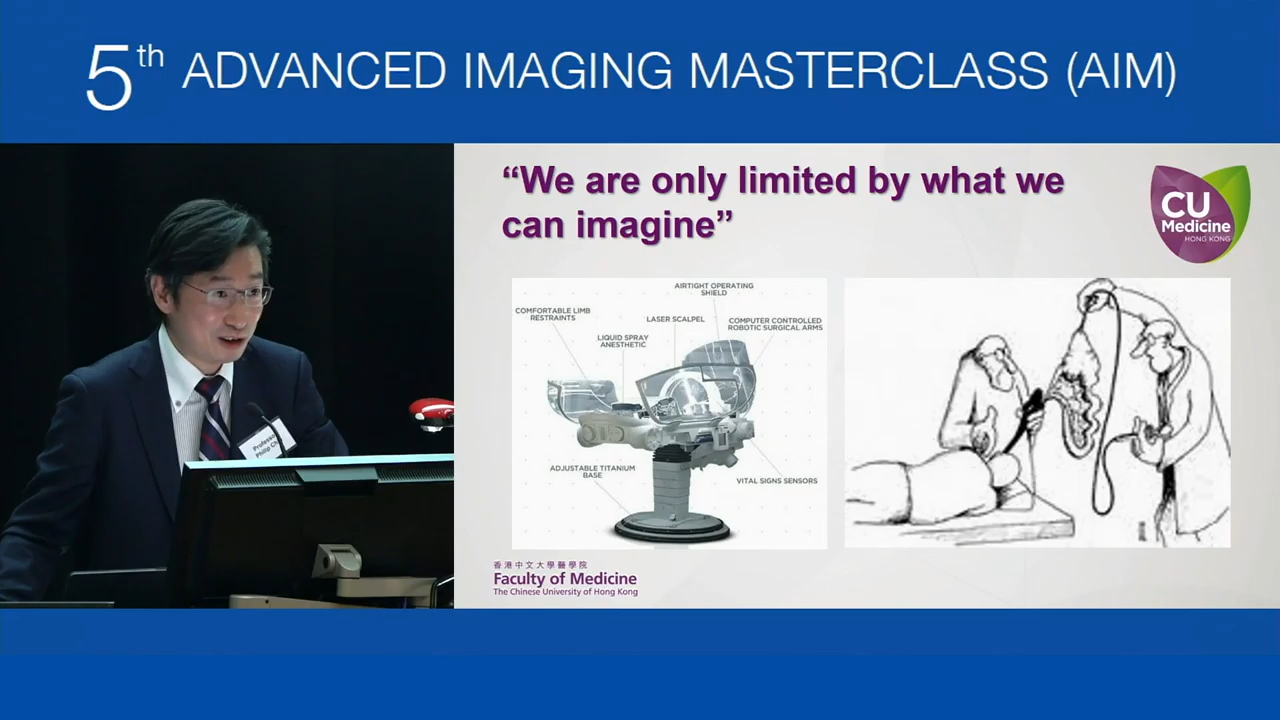 5th ADVANCED IMAGING MASTERCLASS (AIM)
“We are only limited by what we
can imagine”
CU
Medicine
HONG KONG
AIRTIGHT OPERATING
SHIELD
COMFORTABLE LIMB
RESTRAINTS
LASER SCALPEL
COMPUTER CONTROLLED
ROBOTIC SURGICAL ARMS
LIQUID SPRAY
ANESTHETIC
ADJUSTABLE TITANIUM
BASE
VITAL SIGNS SENSORS
Philip
香港中文大學醫學院
Faculty of Medicine
The Chinese University of Hong Kong